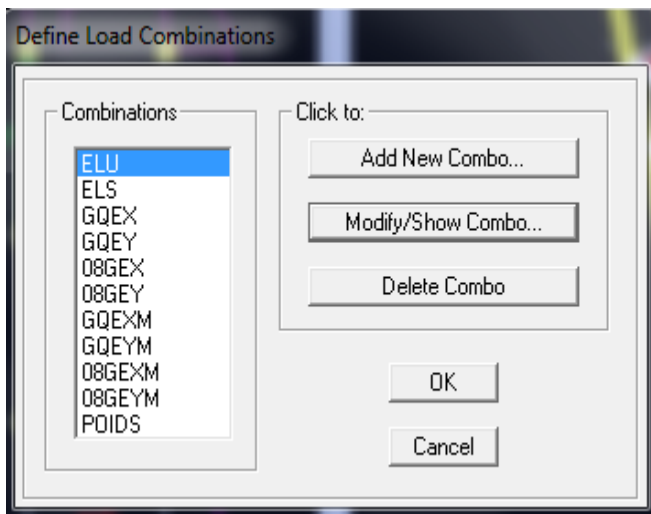 Define Load Combinations
Combinations
ELU
ELS
GQEX
GQEY
08GEX
08GEY
GQEXM
GQEYM
08GEXM
08GEYM
POIDS
Click to:
Add New Combo...
Modify/Show Combo...
Delete Combo
OK
Cancel